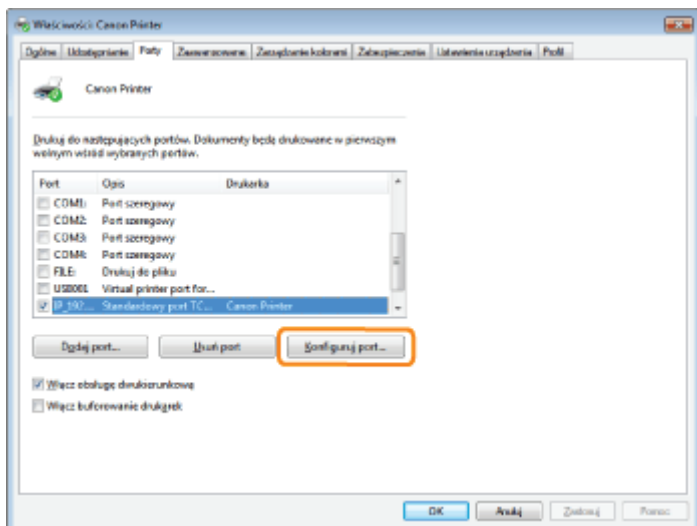 Właściwości: Canon Printer
Ogólne Udostępnianie Porty Zaawansowane Zarządzanie kolorami Zabezpieczenia Ustawienia urządzenia Profil
Canon Printer
Drukuj do następujących portów. Dokumenty będą drukowane w pierwszym
wolnym wśród wybranych portów.
Port Opis Drukarka
COM1: Port szeregowy
COM2: Port szeregowy
COM3: Port szeregowy
COM4: Port szeregowy
FILE: Drukuj do pliku
USB001 Virtual printer port for...
IP_192.... Standardowy port TC... Canon Printer
Dodaj port... Usuń port Konfiguruj port...
Włącz obsługę dwukierunkową
Włącz buforowanie drukarek
OK Anuluj Zastosuj Pomoc